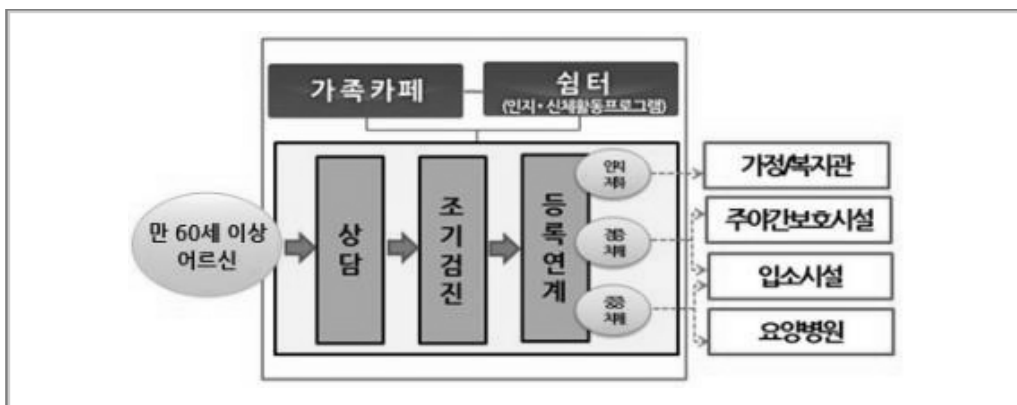 가족카페
쉼터
(인지•신체활동프로그램)
만 60세 이상
어르신
상담
조기검진
등록연계
인지
저하
경증
치매
중증
치매
가정/복지관
주야간보호시설
입소시설
요양병원